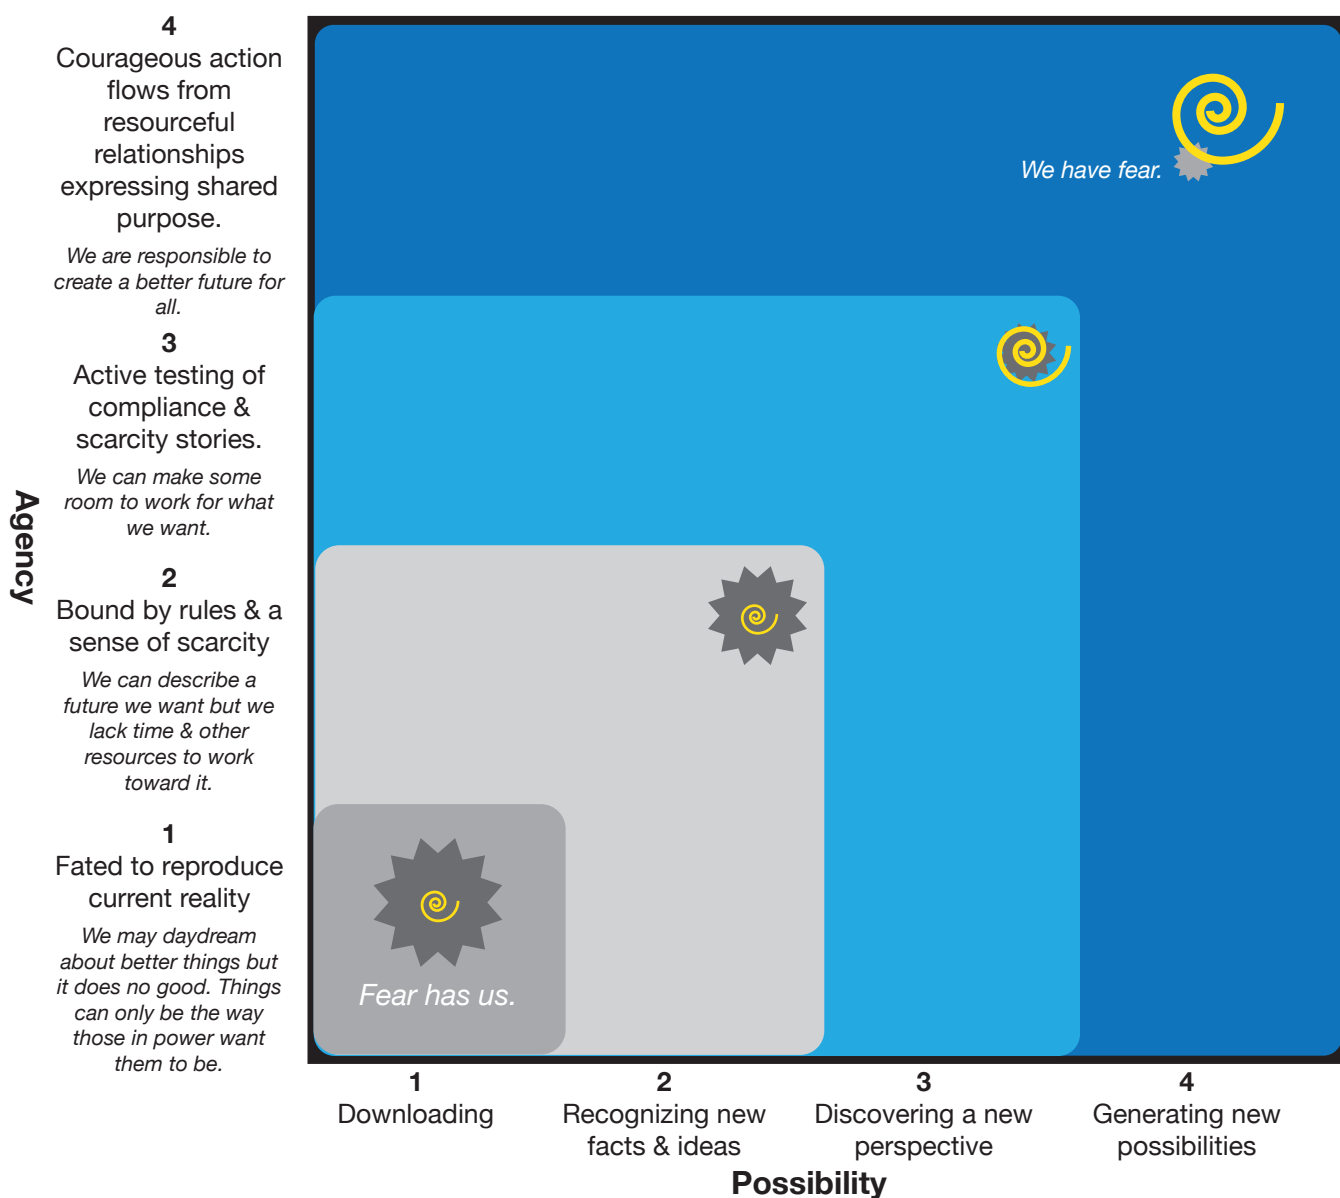 4
Courageous action
flows from
resourceful
relationships
expressing shared
purpose.
We are responsible to
create a better future for
all.
3
Active testing of
compliance &
scarcity stories.
We can make some
room to work for what
we want.
2
Bound by rules & a
sense of scarcity
We can describe a
future we want but we
lack time & other
resources to work
toward it.
1
Fated to reproduce
current reality
We may daydream
about better things but
it does no good. Things
can only be the way
those in power want
them to be.
Agency
We have fear.
Fear has us.
1
Downloading
2
Recognizing new
facts & ideas
3
Discovering a new
perspective
4
Generating new
possibilities
Possibility